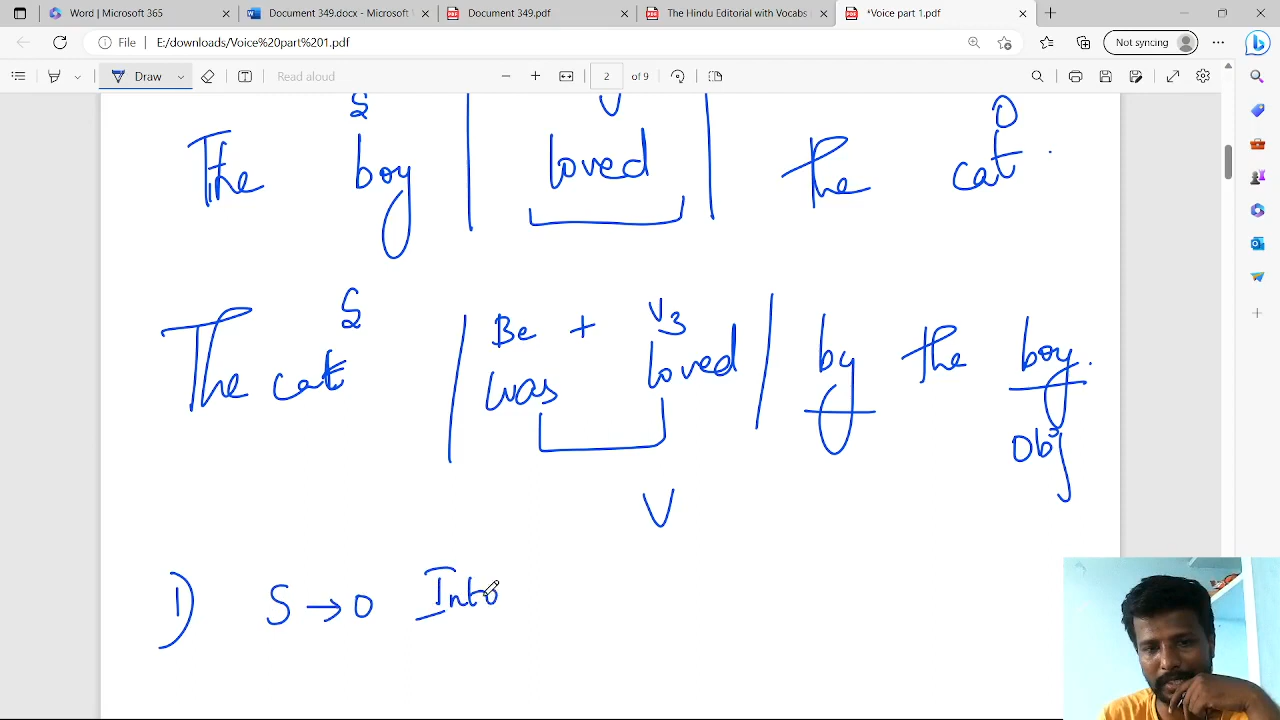 Word | Microsoft 365
Document 349.docx - Microsoft
Document 349.pdf
The Hindu Editorial with Vocabs
*Voice part 1.pdf
File E:/downloads/Voice%20part%201.pdf
Not syncing
Draw Read aloud 2 of 9
S V O
The boy loved the cat.
S Be + V3
The cat was loved by the boy.
Obj
V
1) S → O Into